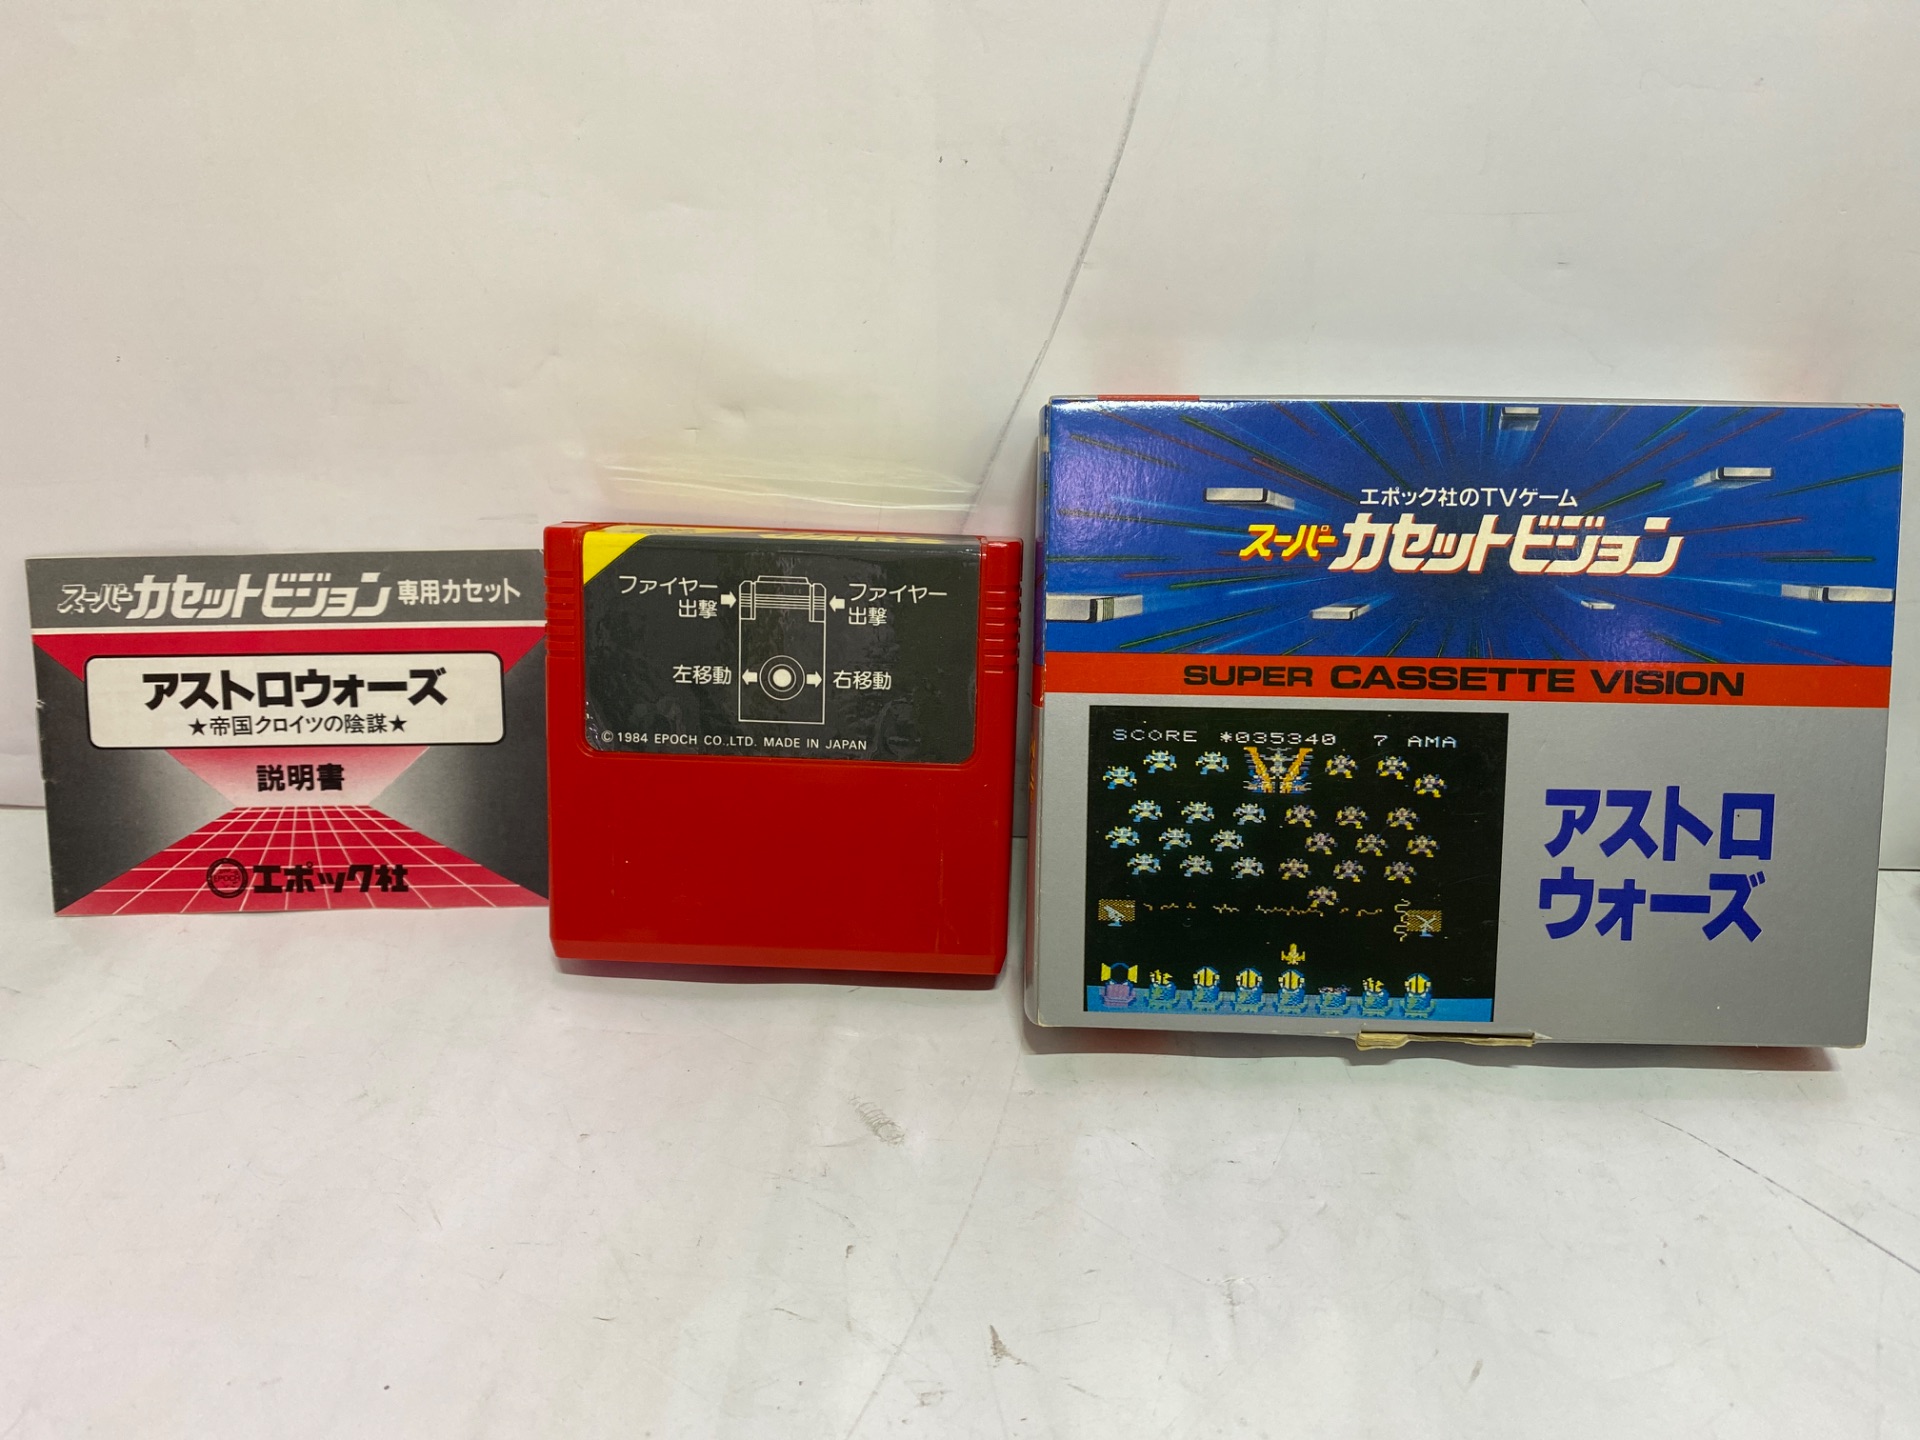 スーパーカセットビジョン 専用カセット
アストロウォーズ
★帝国クロイツの陰謀★
説明書
EPOCH エポック社
ファイヤー
出撃
ファイヤー
出撃
左移動
右移動
© 1984 EPOCH CO.,LTD. MADE IN JAPAN
エポック社のTVゲーム
スーパーカセットビジョン
SUPER CASSETTE VISION
SCORE *035340 7 AMA
アストロ
ウォーズ